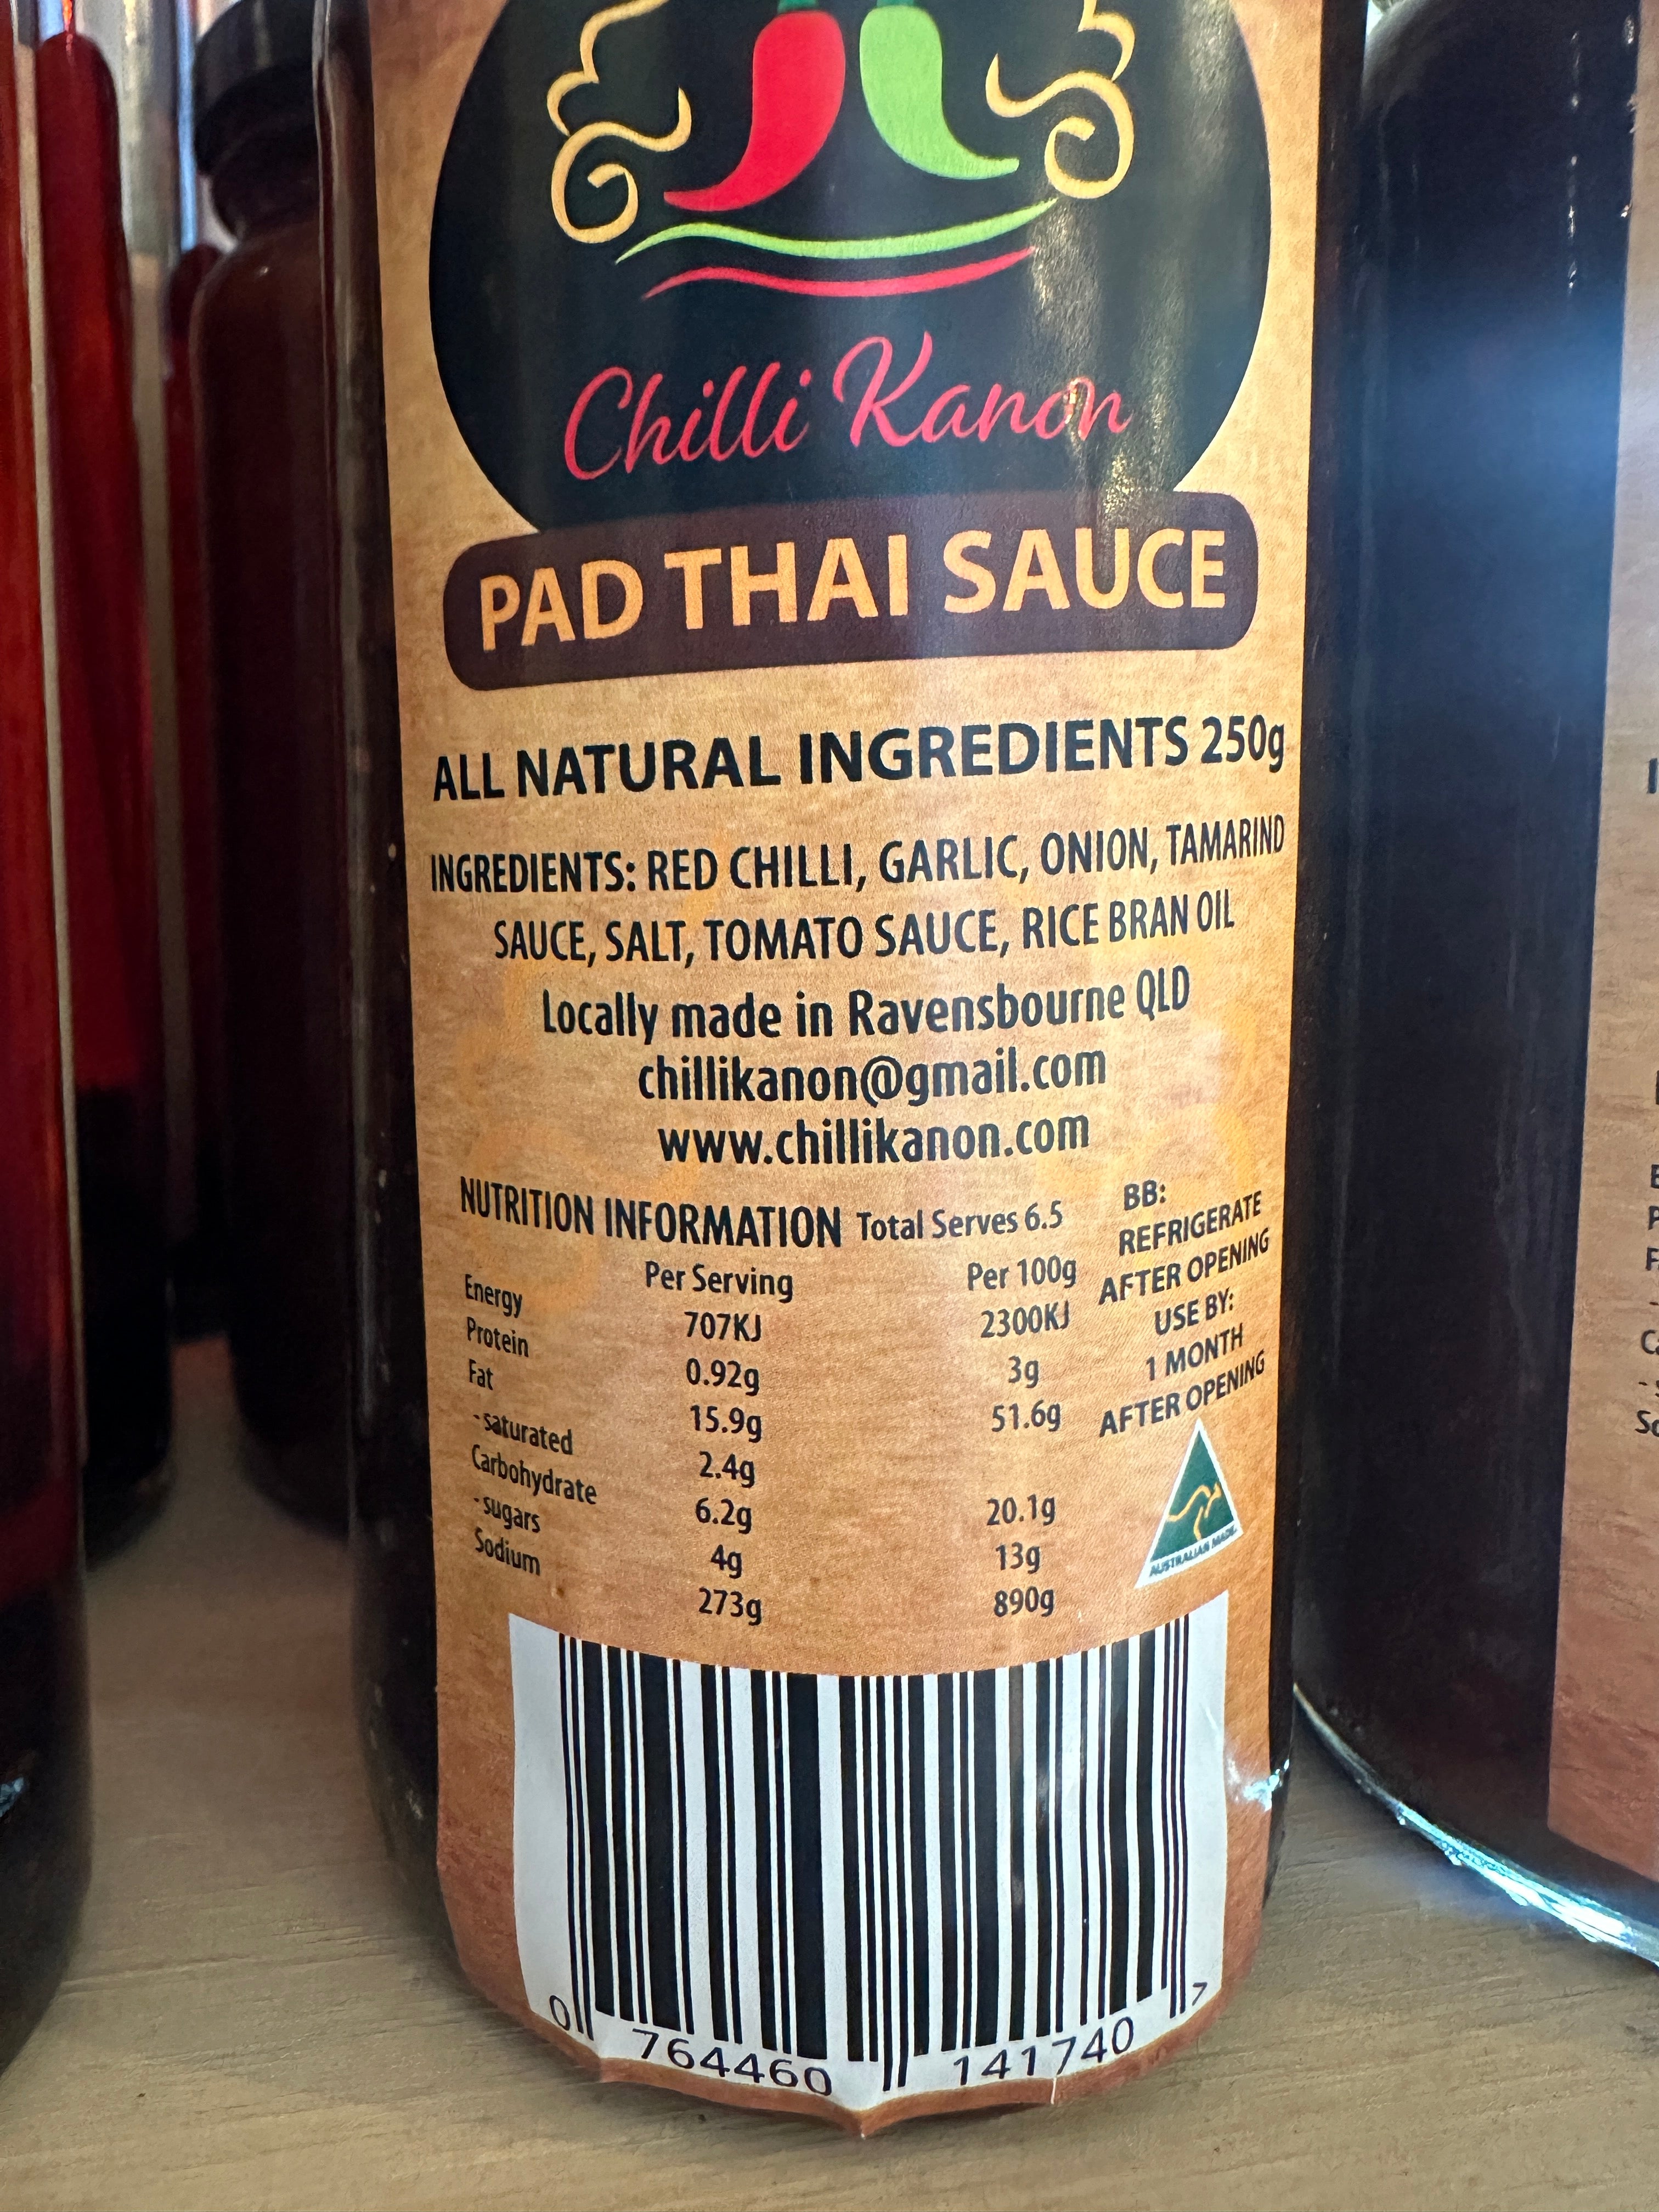 Chilli Kanon
PAD THAI SAUCE
ALL NATURAL INGREDIENTS 250g
INGREDIENTS: RED CHILLI, GARLIC, ONION, TAMARIND
SAUCE, SALT, TOMATO SAUCE, RICE BRAN OIL
Locally made in Ravensbourne QLD
chillikanon@gmail.com
www.chillikanon.com
NUTRITION INFORMATION Total Serves 6.5
Per Serving Per 100g
Energy 707KJ 2300KJ
Protein 0.92g 3g
Fat 15.9g 51.6g
- saturated 2.4g
Carbohydrate 6.2g 20.1g
- sugars 4g 13g
Sodium 273g 890g
BB:
REFRIGERATE
AFTER OPENING
USE BY:
1 MONTH
AFTER OPENING
AUSTRALIAN MADE
0 764460 141740 7